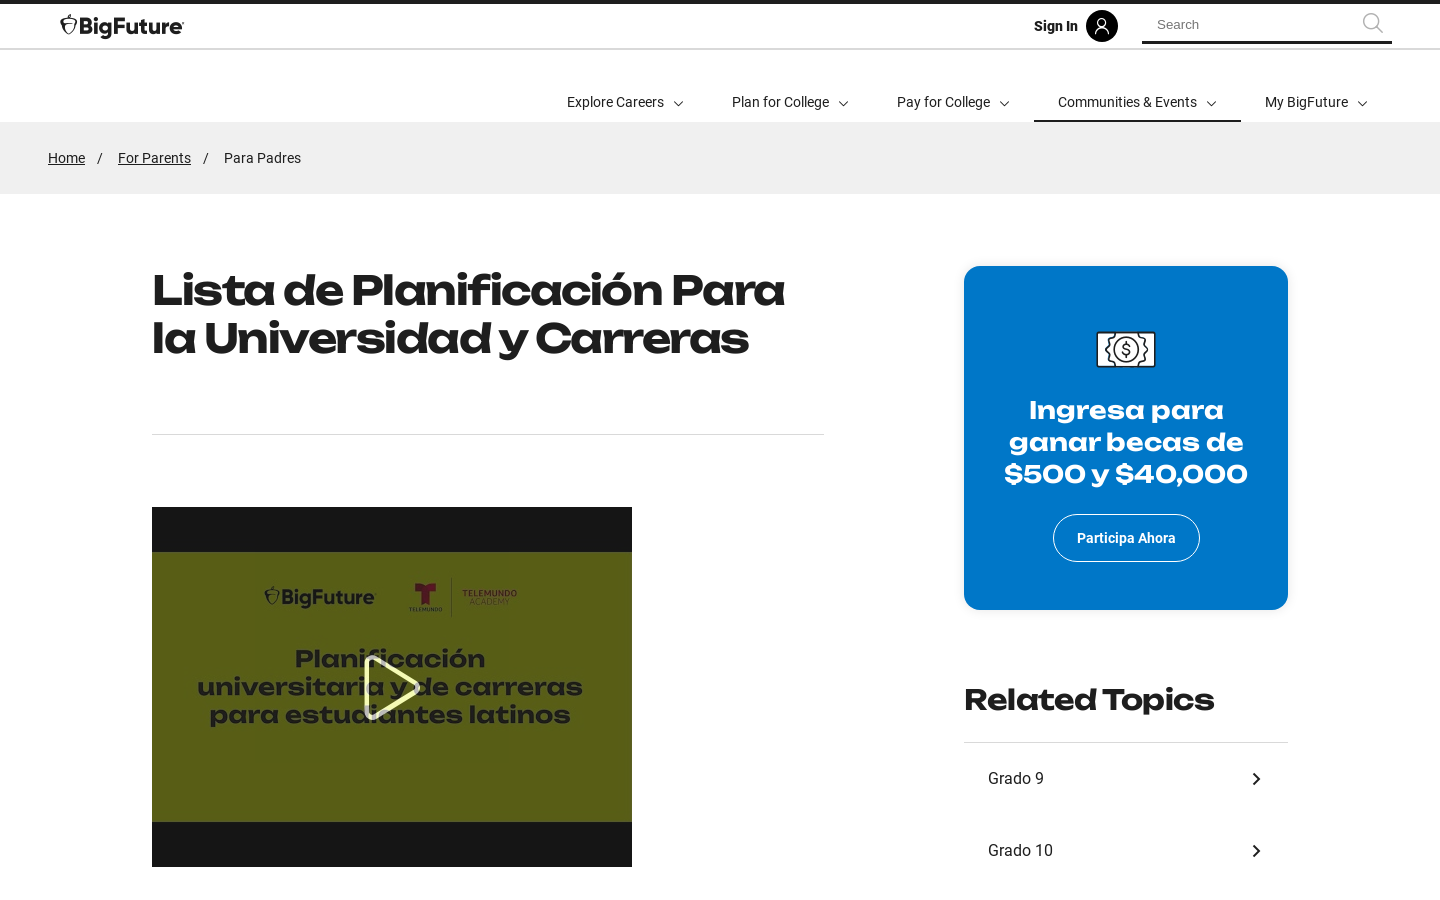 BigFuture
Sign In
Search
Explore Careers
Plan for College
Pay for College
Communities & Events
My BigFuture
Home / For Parents / Para Padres
Lista de Planificación Para
la Universidad y Carreras
BigFuture
TELEMUNDO
TELEMUNDO
ACADEMY
Planificación
universitaria y de carreras
para estudiantes latinos
$
Ingresa para
ganar becas de
$500 y $40,000
Participa Ahora
Related Topics
Grado 9
Grado 10